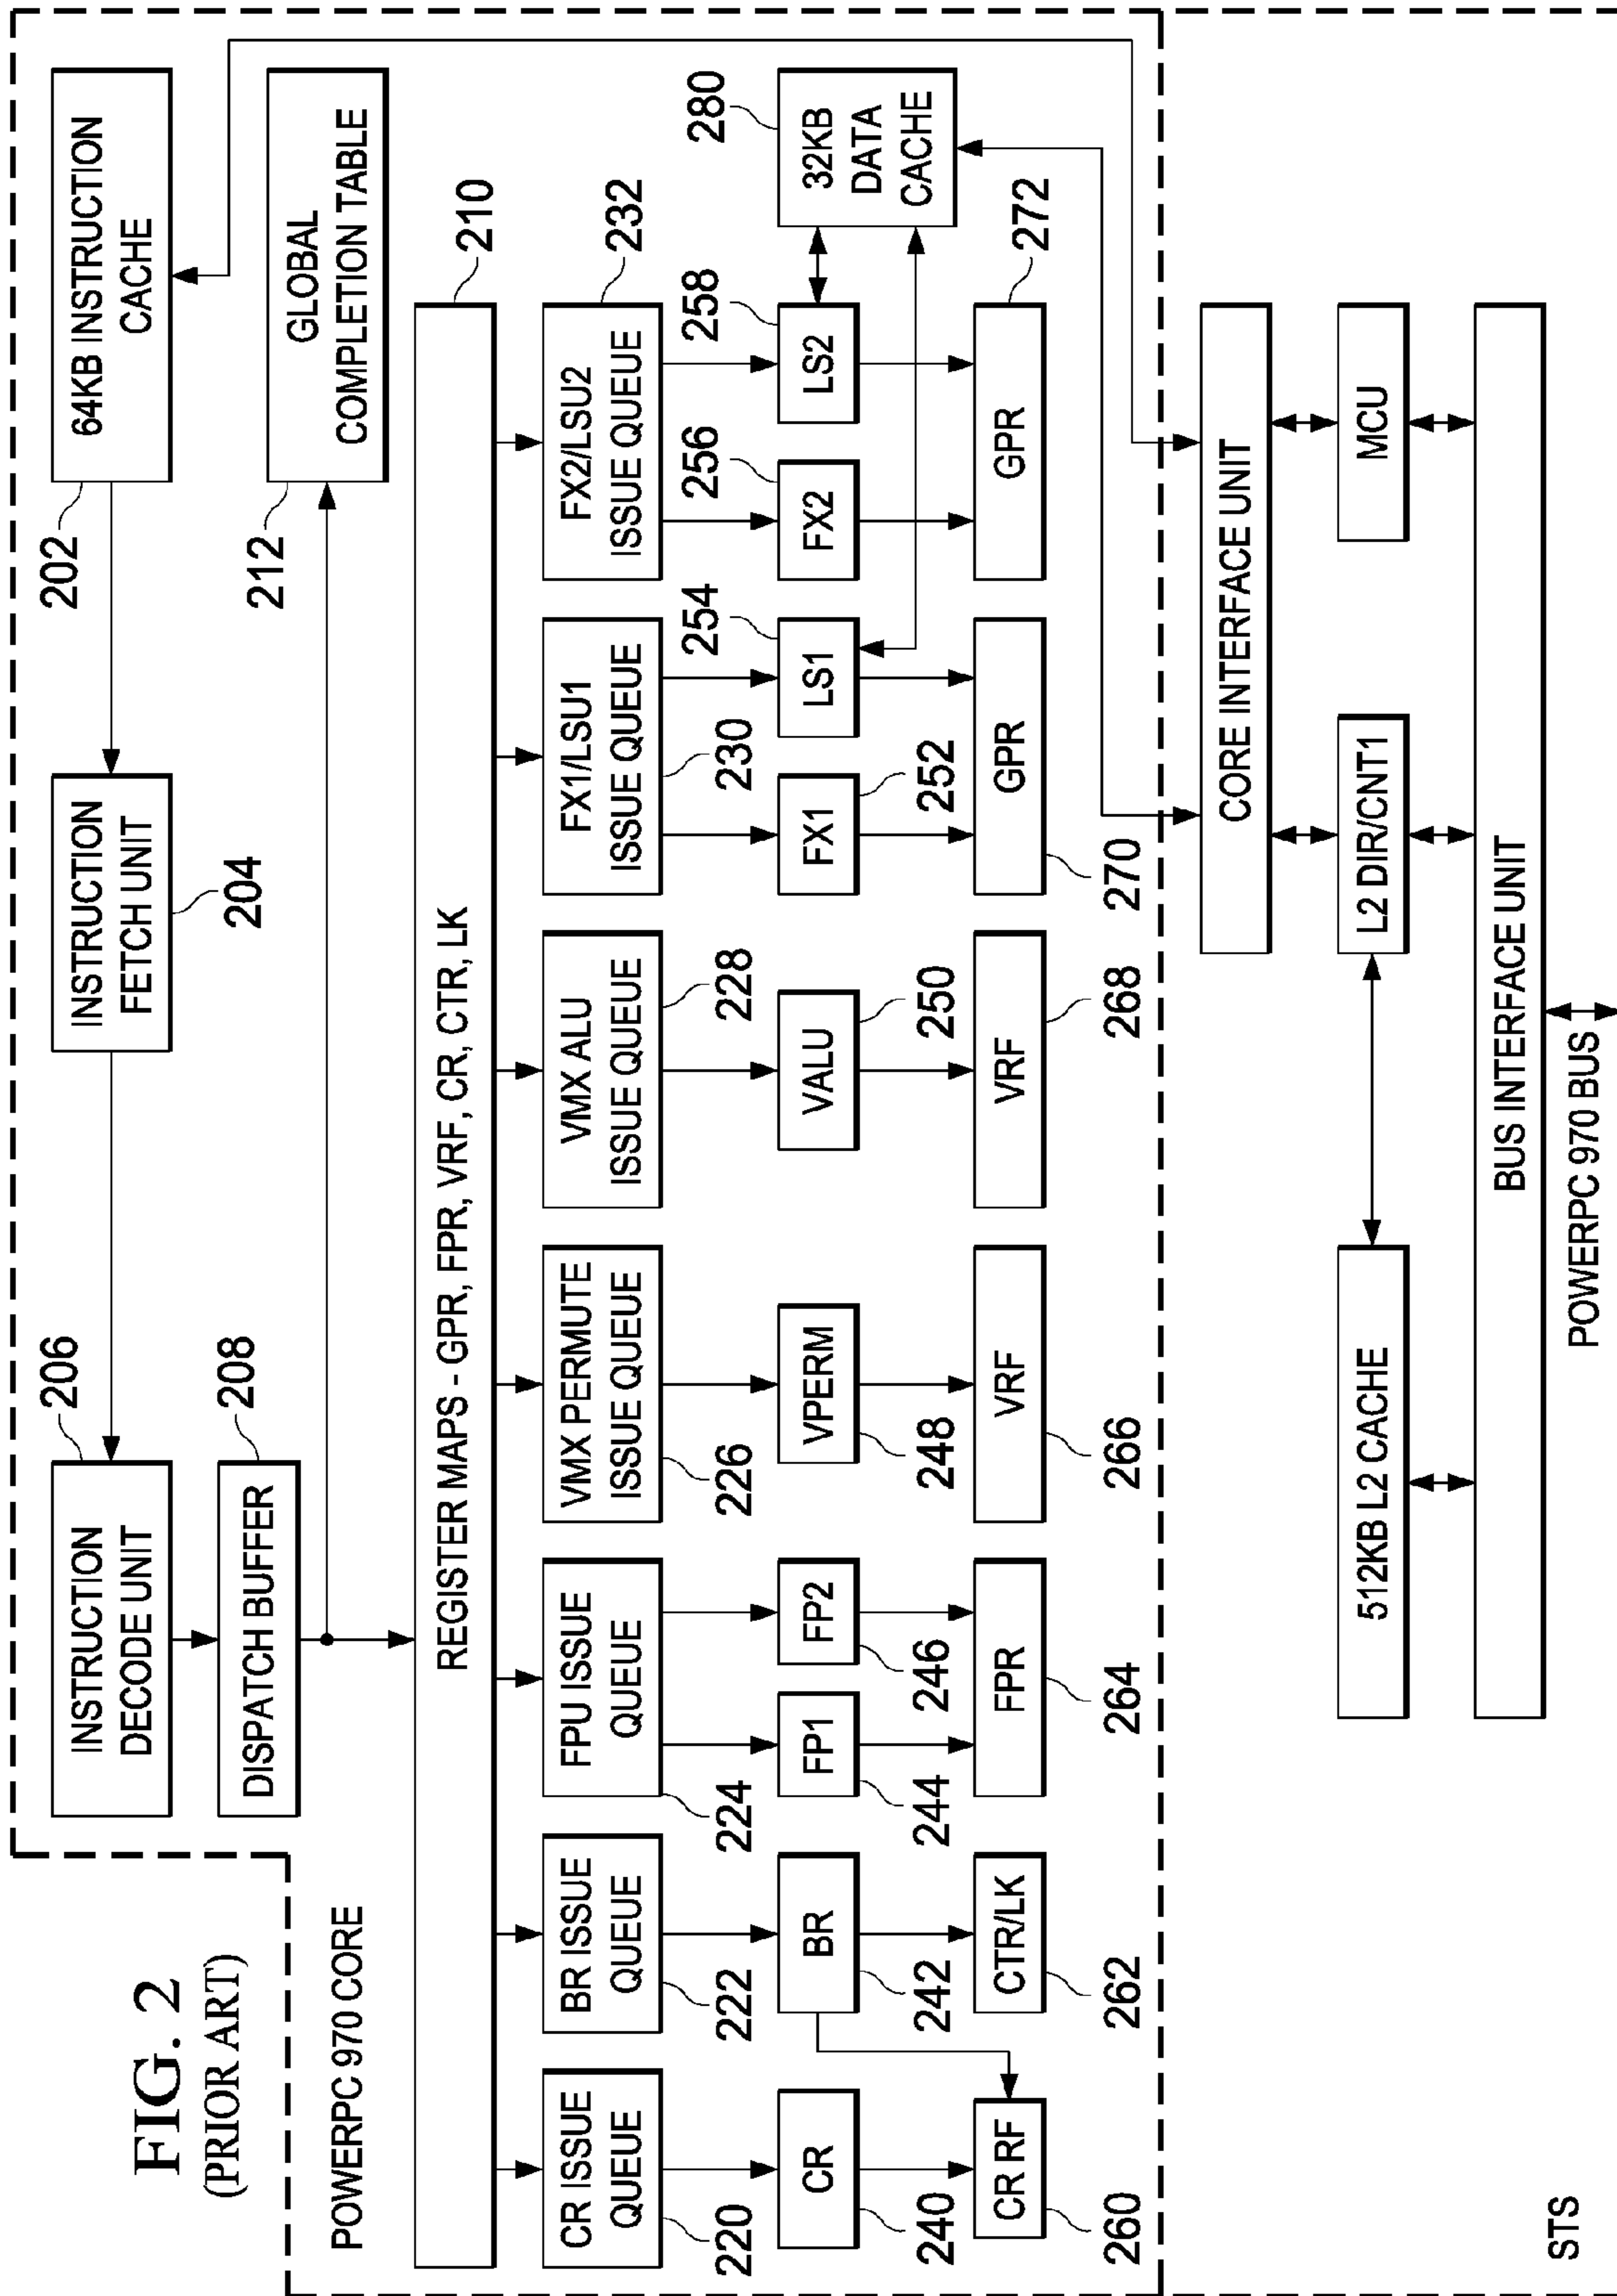 FIG. 2
(PRIOR ART)
206
INSTRUCTION
DECODE UNIT
204
INSTRUCTION
FETCH UNIT
202
64KB INSTRUCTION
CACHE
208
DISPATCH BUFFER
212
GLOBAL
COMPLETION TABLE
POWERPC 970 CORE
210
REGISTER MAPS - GPR, FPR, VRF, CR, CTR, LK
CR ISSUE
QUEUE
220
BR ISSUE
QUEUE
222
FPU ISSUE
QUEUE
224
VMX PERMUTE
ISSUE QUEUE
226
VMX ALU
ISSUE QUEUE
228
FX1/LSU1
ISSUE QUEUE
230
FX2/LSU2
ISSUE QUEUE
232
CR
240
BR
242
FP1
244
FP2
246
VPERM
248
VALU
250
FX1
252
LS1
254
FX2
256
LS2
258
32KB
DATA
CACHE
280
CR RF
260
CTR/LK
262
FPR
264
VRF
266
VRF
268
GPR
270
GPR
272
CORE INTERFACE UNIT
512KB L2 CACHE
L2 DIR/CNT1
MCU
BUS INTERFACE UNIT
STS
POWERPC 970 BUS